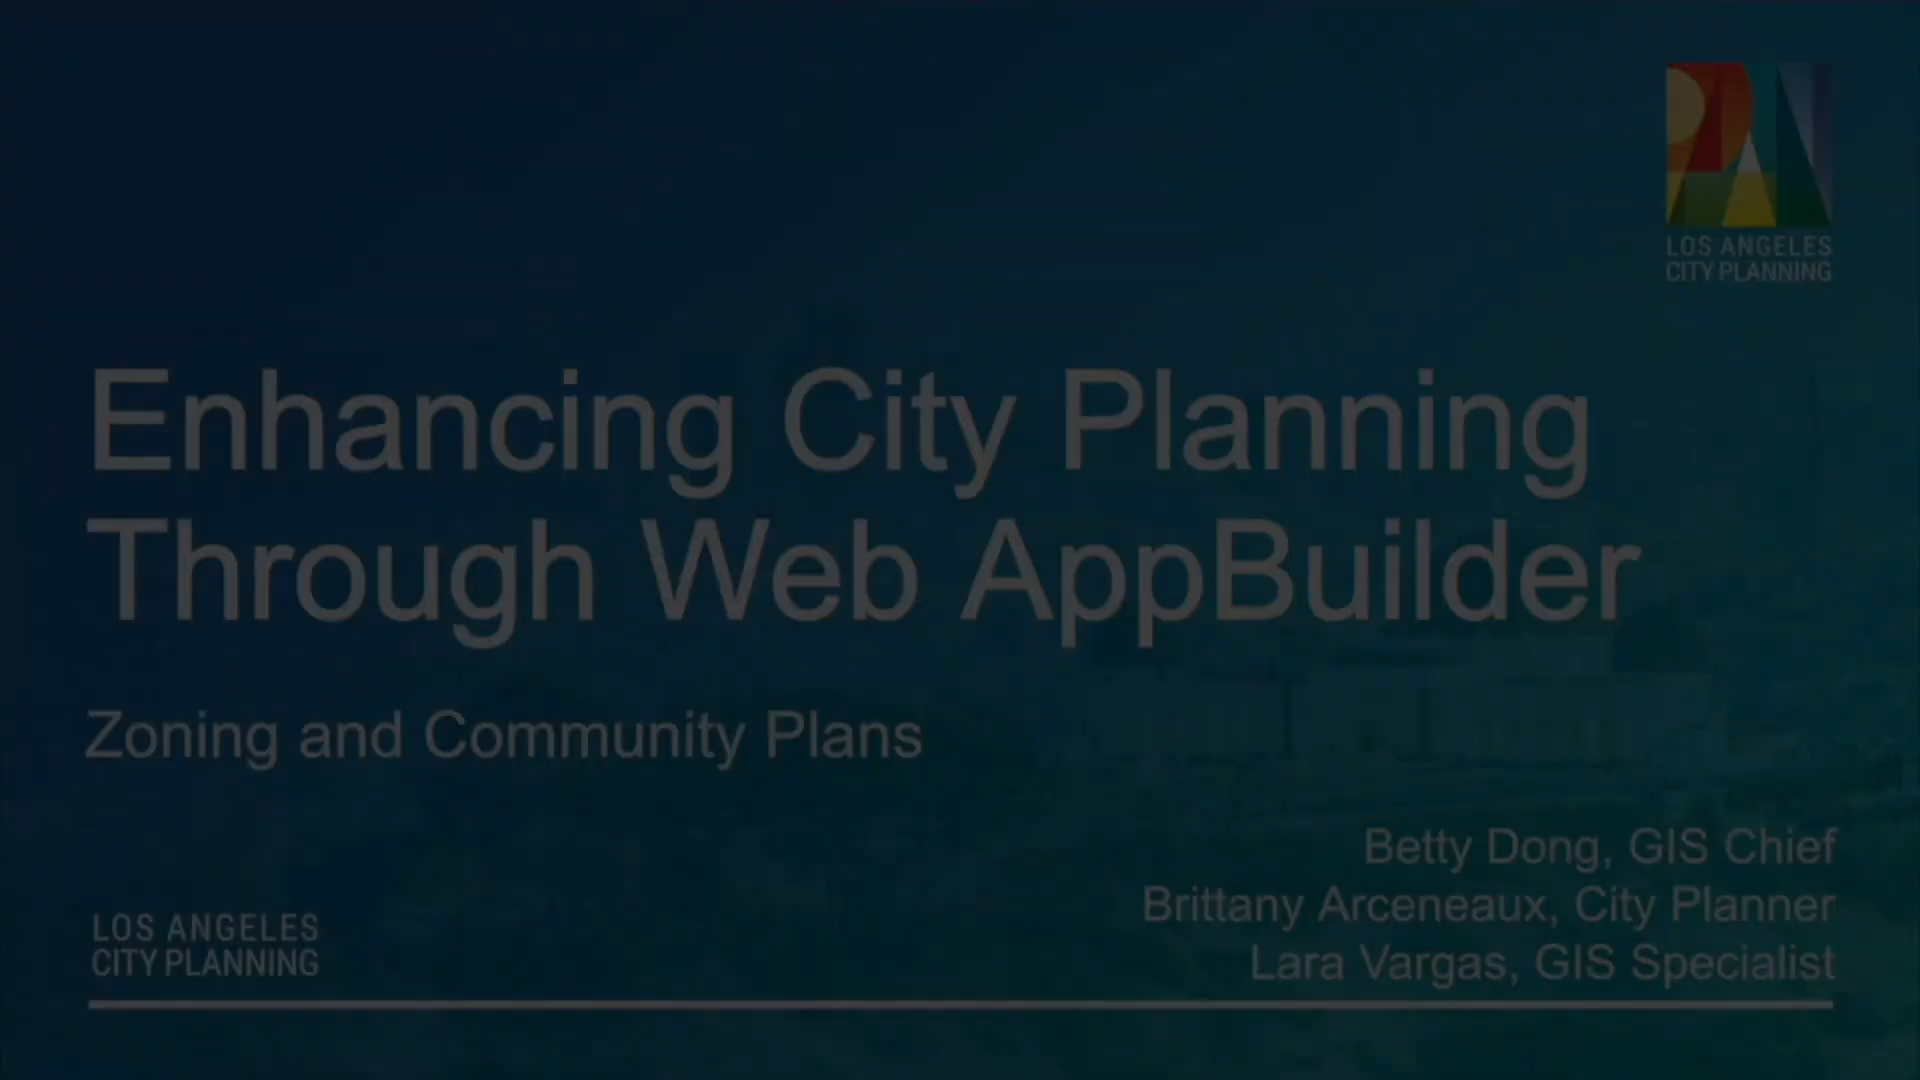 LOS ANGELES
CITY PLANNING
Enhancing City Planning
Through Web AppBuilder
Zoning and Community Plans
Betty Dong, GIS Chief
Brittany Arceneaux, City Planner
Lara Vargas, GIS Specialist
LOS ANGELES
CITY PLANNING